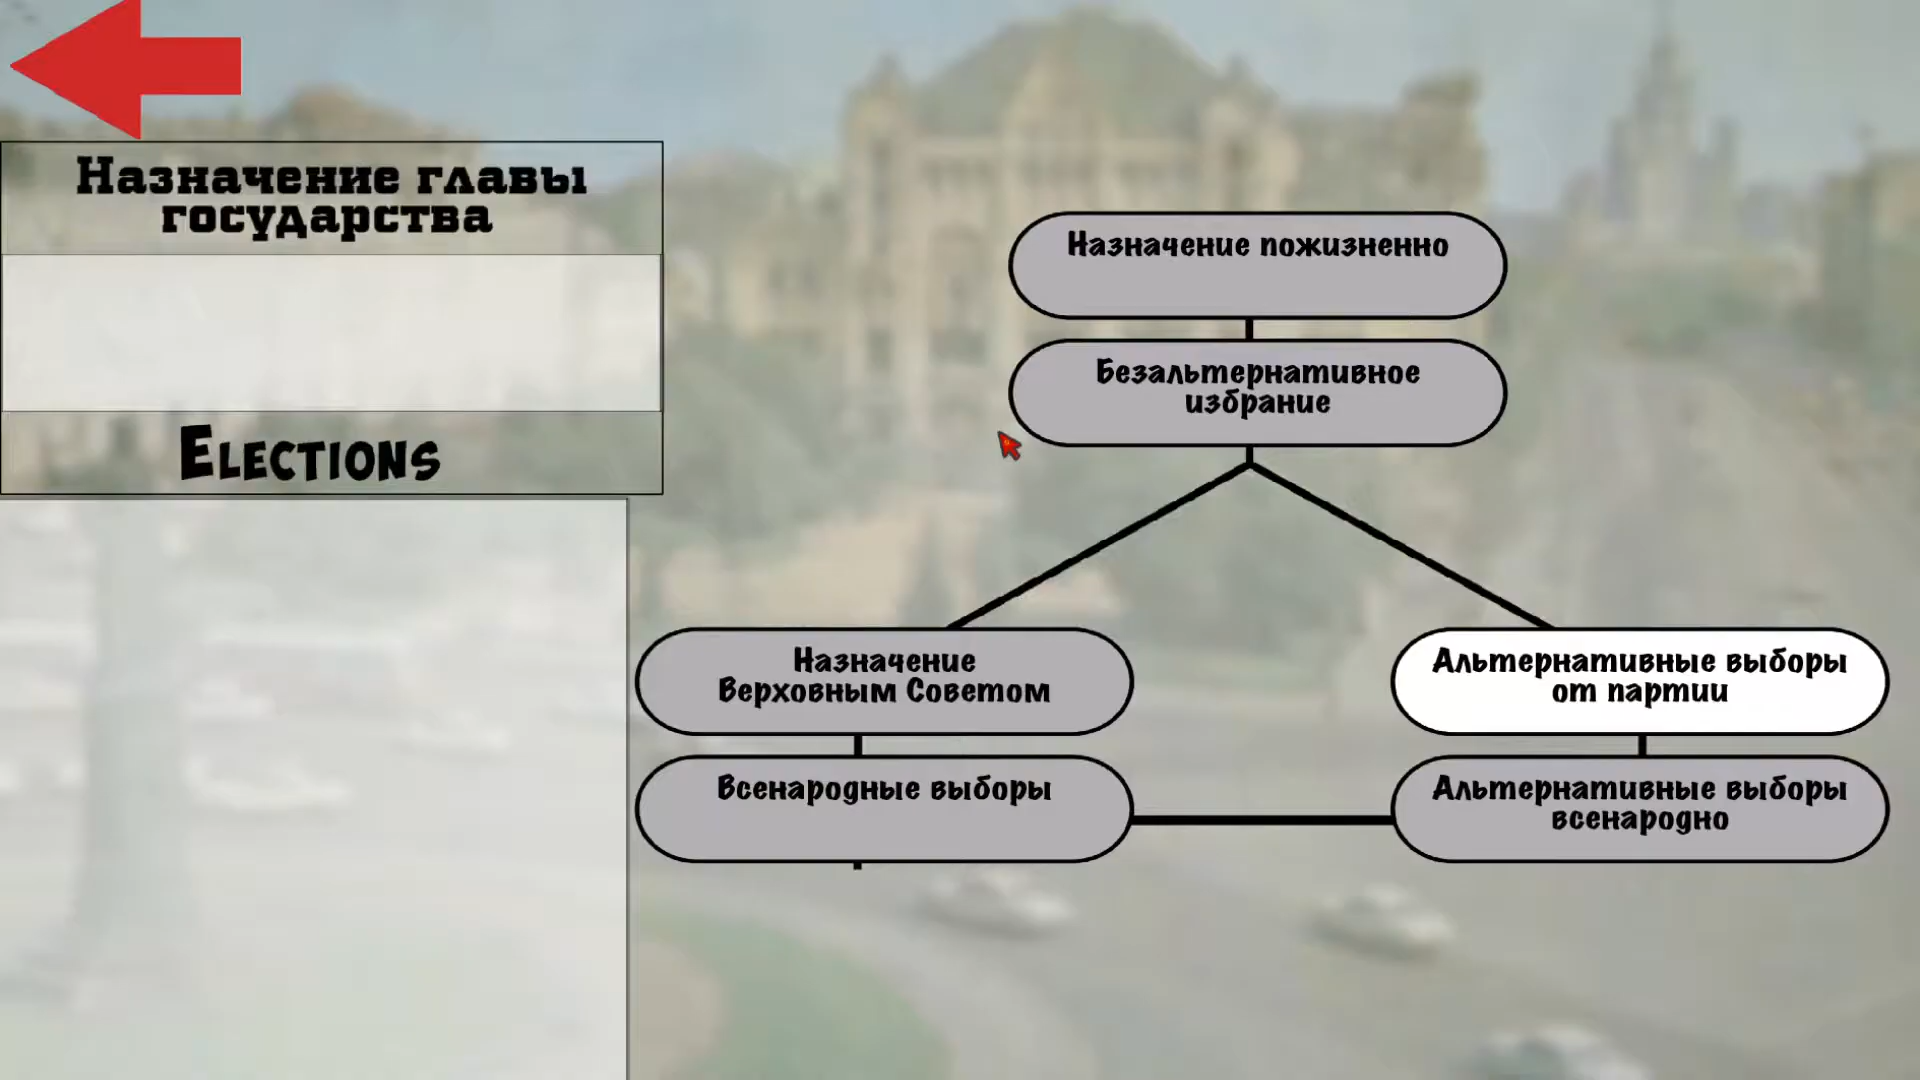 Назначение главы
государства
Elections
Назначение пожизненно
Безальтернативное
избрание
Назначение
Верховным Советом
Альтернативные выборы
от партии
Всенародные выборы
Альтернативные выборы
всенародно